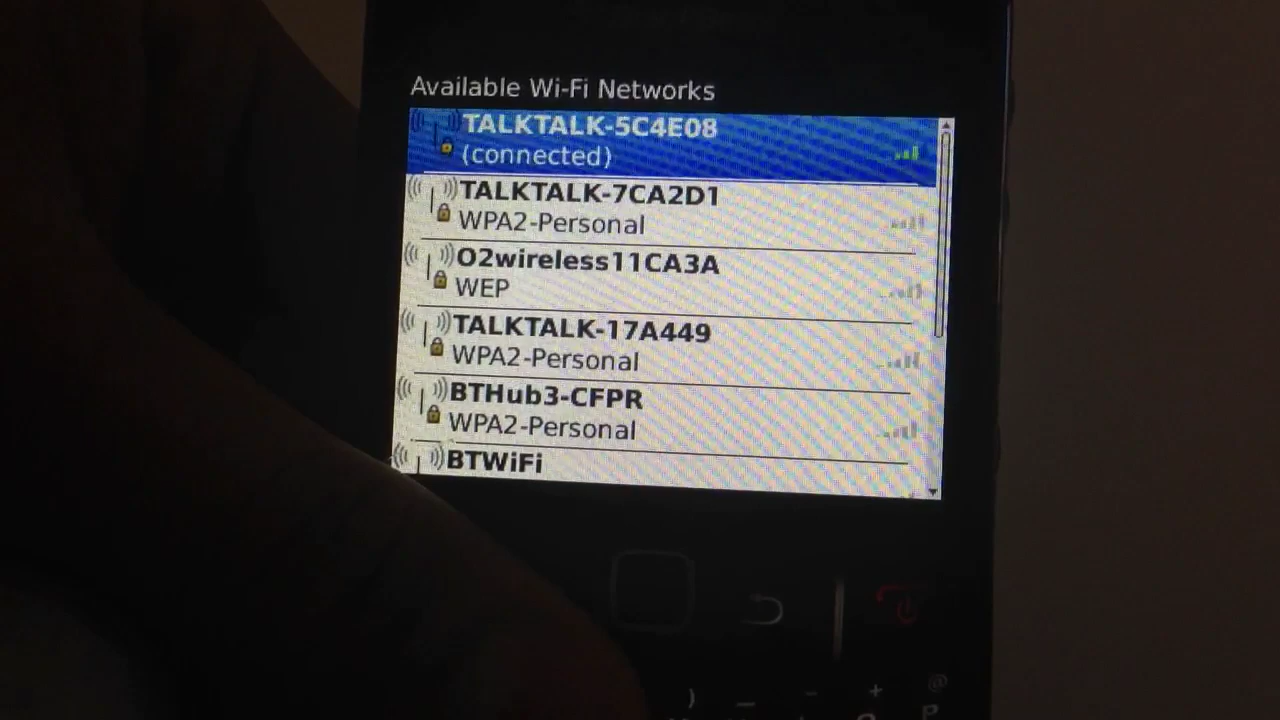 Available Wi-Fi Networks
TALKTALK-5C4E08
(connected)
TALKTALK-7CA2D1
WPA2-Personal
O2wireless11CA3A
WEP
TALKTALK-17A449
WPA2-Personal
BTHub3-CFPR
WPA2-Personal
BTWiFi
) _ - + @
P